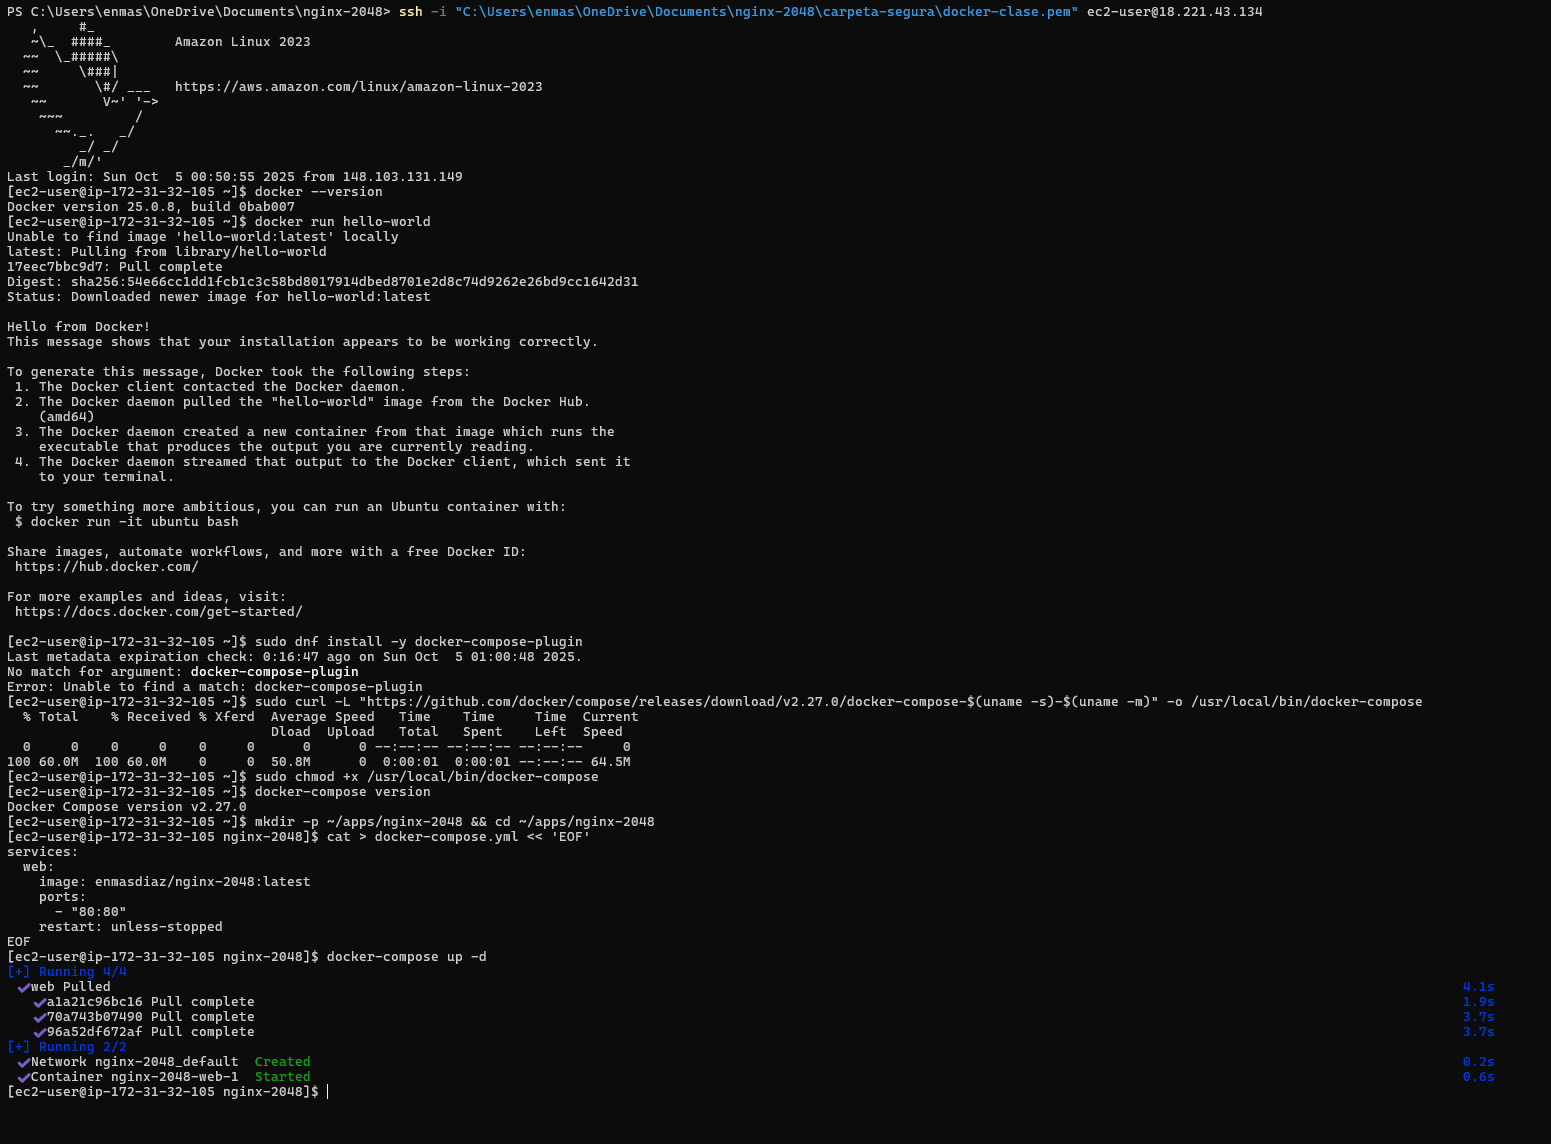 PS C:\Users\enmas\OneDrive\Documents\nginx-2048> ssh -i "C:\Users\enmas\OneDrive\Documents\nginx-2048\carpeta-segura\docker-clase.pem" ec2-user@18.221.43.134
   ,     #_
   ~\_  ####_        Amazon Linux 2023
  ~~  \_#####\
  ~~     \###|
  ~~       \#/ ___   https://aws.amazon.com/linux/amazon-linux-2023
   ~~       V~' '->
    ~~~         /
      ~~._.   _/
         _/ _/
       _/m/'
Last login: Sun Oct  5 00:50:55 2025 from 148.103.131.149
[ec2-user@ip-172-31-32-105 ~]$ docker --version
Docker version 25.0.8, build 0bab007
[ec2-user@ip-172-31-32-105 ~]$ docker run hello-world
Unable to find image 'hello-world:latest' locally
latest: Pulling from library/hello-world
17eec7bbc9d7: Pull complete
Digest: sha256:54e66cc1dd1fcb1c3c58bd8017914dbed8701e2d8c74d9262e26bd9cc1642d31
Status: Downloaded newer image for hello-world:latest

Hello from Docker!
This message shows that your installation appears to be working correctly.

To generate this message, Docker took the following steps:
 1. The Docker client contacted the Docker daemon.
 2. The Docker daemon pulled the "hello-world" image from the Docker Hub.
    (amd64)
 3. The Docker daemon created a new container from that image which runs the
    executable that produces the output you are currently reading.
 4. The Docker daemon streamed that output to the Docker client, which sent it
    to your terminal.

To try something more ambitious, you can run an Ubuntu container with:
 $ docker run -it ubuntu bash

Share images, automate workflows, and more with a free Docker ID:
 https://hub.docker.com/

For more examples and ideas, visit:
 https://docs.docker.com/get-started/

[ec2-user@ip-172-31-32-105 ~]$ sudo dnf install -y docker-compose-plugin
Last metadata expiration check: 0:16:47 ago on Sun Oct  5 01:00:48 2025.
No match for argument: docker-compose-plugin
Error: Unable to find a match: docker-compose-plugin
[ec2-user@ip-172-31-32-105 ~]$ sudo curl -L "https://github.com/docker/compose/releases/download/v2.27.0/docker-compose-$(uname -s)-$(uname -m)" -o /usr/local/bin/docker-compose
  % Total    % Received % Xferd  Average Speed   Time    Time     Time  Current
                                 Dload  Upload   Total   Spent    Left  Speed
  0     0    0     0    0     0      0      0 --:--:-- --:--:-- --:--:--     0
100 60.0M  100 60.0M    0     0  50.8M      0  0:00:01  0:00:01 --:--:-- 64.5M
[ec2-user@ip-172-31-32-105 ~]$ sudo chmod +x /usr/local/bin/docker-compose
[ec2-user@ip-172-31-32-105 ~]$ docker-compose version
Docker Compose version v2.27.0
[ec2-user@ip-172-31-32-105 ~]$ mkdir -p ~/apps/nginx-2048 && cd ~/apps/nginx-2048
[ec2-user@ip-172-31-32-105 nginx-2048]$ cat > docker-compose.yml << 'EOF'
services:
  web:
    image: enmasdiaz/nginx-2048:latest
    ports:
      - "80:80"
    restart: unless-stopped
EOF
[ec2-user@ip-172-31-32-105 nginx-2048]$ docker-compose up -d
[+] Running 4/4
 ✔web Pulled 4.1s
   ✔a1a21c96bc16 Pull complete 1.9s
   ✔70a743b07490 Pull complete 3.7s
   ✔96a52df672af Pull complete 3.7s
[+] Running 2/2
 ✔Network nginx-2048_default  Created 0.2s
 ✔Container nginx-2048-web-1  Started 0.6s
[ec2-user@ip-172-31-32-105 nginx-2048]$